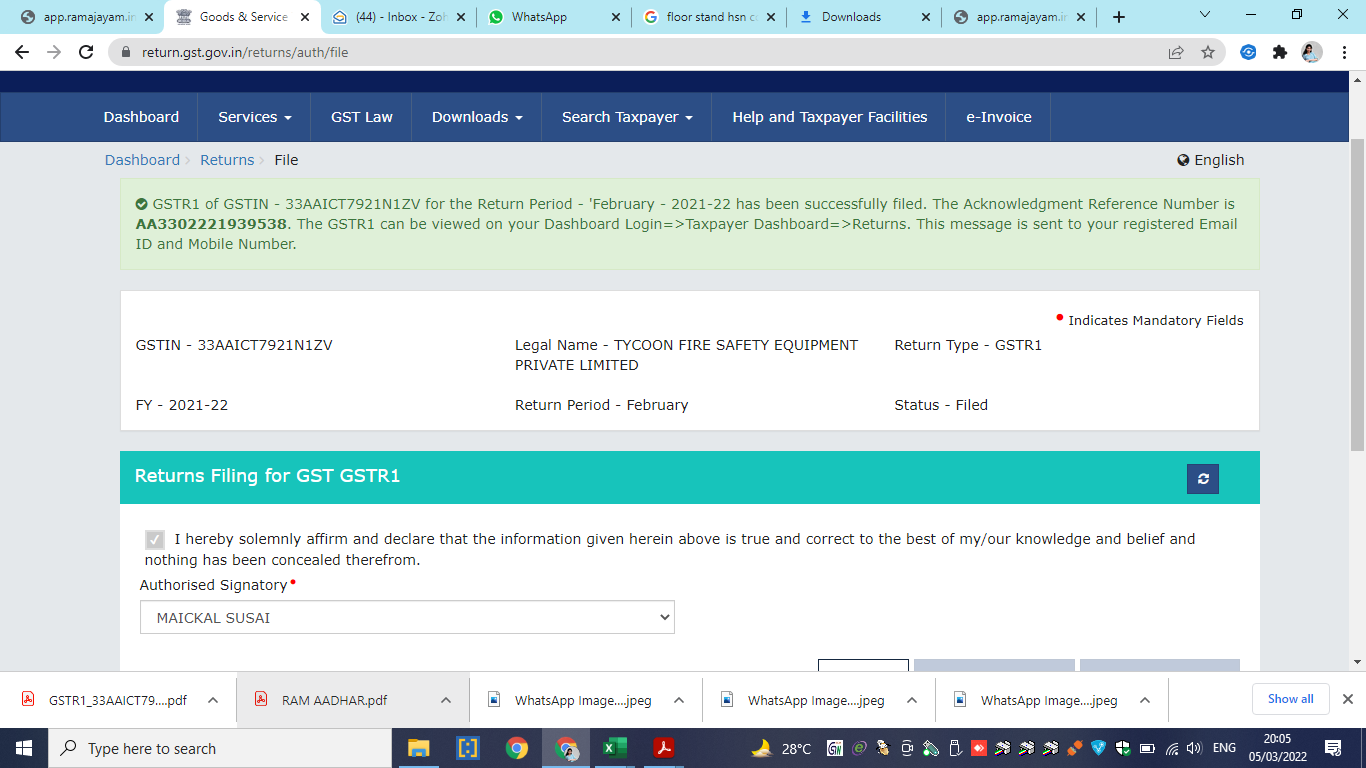 app.ramajayam.in
Goods & Service
(44) - Inbox - Zoh
WhatsApp
floor stand hsn c
Downloads
app.ramajayam.in
return.gst.gov.in/returns/auth/file
Dashboard
Services
GST Law
Downloads
Search Taxpayer
Help and Taxpayer Facilities
e-Invoice
Dashboard
Returns
File
English
GSTR1 of GSTIN - 33AAICT7921N1ZV for the Return Period - 'February - 2021-22 has been successfully filed. The Acknowledgment Reference Number is
AA3302221939538. The GSTR1 can be viewed on your Dashboard Login=>Taxpayer Dashboard=>Returns. This message is sent to your registered Email
ID and Mobile Number.
Indicates Mandatory Fields
GSTIN - 33AAICT7921N1ZV
Legal Name - TYCOON FIRE SAFETY EQUIPMENT
PRIVATE LIMITED
Return Type - GSTR1
FY - 2021-22
Return Period - February
Status - Filed
Returns Filing for GST GSTR1
I hereby solemnly affirm and declare that the information given herein above is true and correct to the best of my/our knowledge and belief and
nothing has been concealed therefrom.
Authorised Signatory
MAICKAL SUSAI
GSTR1_33AAICT79....pdf
RAM AADHAR.pdf
WhatsApp Image....jpeg
WhatsApp Image....jpeg
WhatsApp Image....jpeg
Show all
Type here to search
28°C
ENG
20:05
05/03/2022